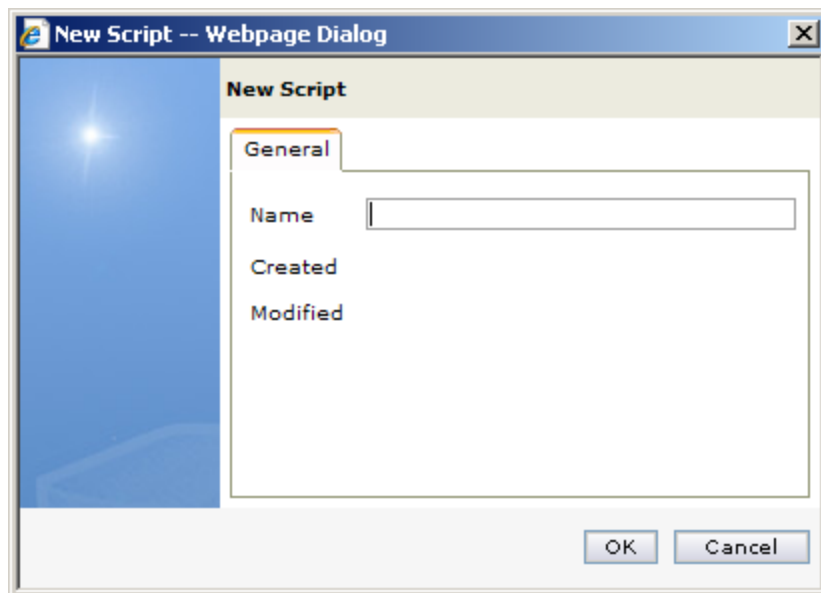 New Script -- Webpage Dialog
New Script
General
Name
Created
Modified
OK Cancel